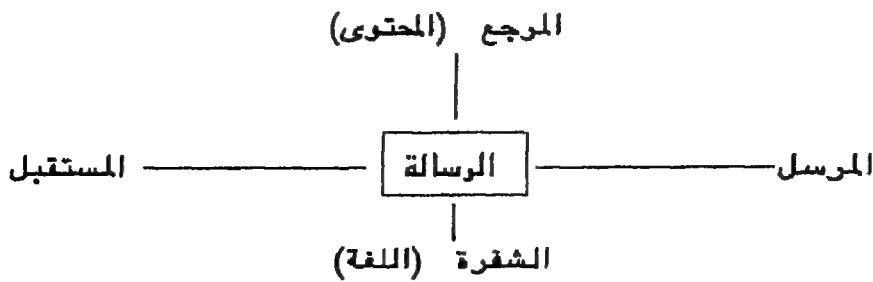 المرجع (المحتوى)
المرسل الرسالة المستقبل
الشفرة (اللغة)